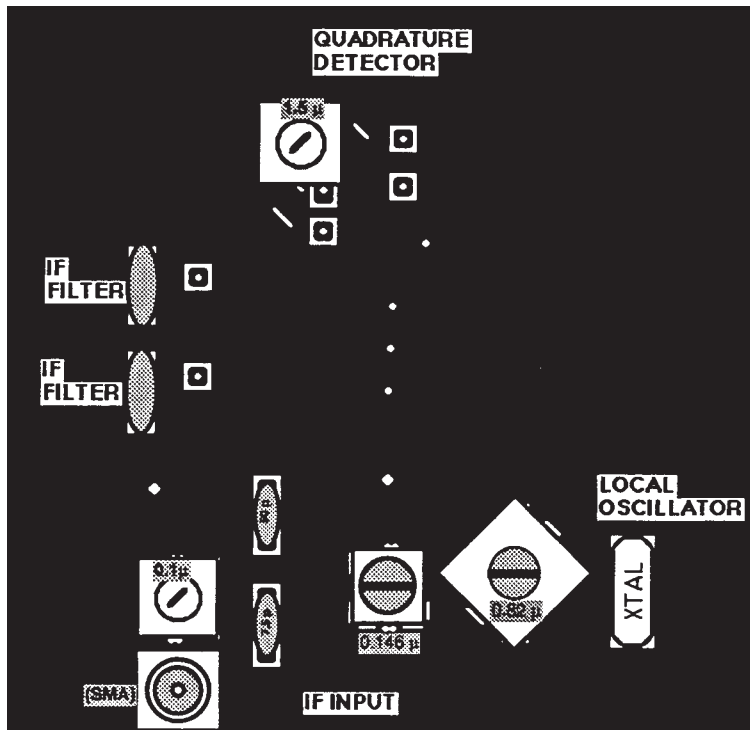 QUADRATURE
DETECTOR
1.5 µ
IF
FILTER
IF
FILTER
LOCAL
OSCILLATOR
0.1µ
0.82 µ
XTAL
0.146 µ
(SMA)
IF INPUT